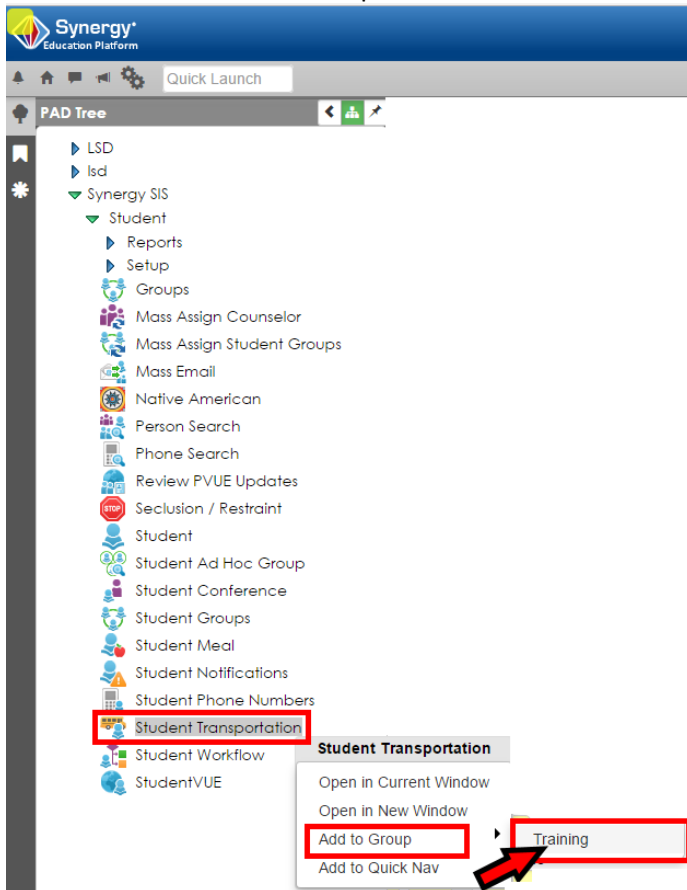 Synergy
Education Platform
Quick Launch
PAD Tree
LSD
lsd
Synergy SIS
Student
Reports
Setup
Groups
Mass Assign Counselor
Mass Assign Student Groups
Mass Email
Native American
Person Search
Phone Search
Review PVUE Updates
STOP
Seclusion / Restraint
Student
Student Ad Hoc Group
Student Conference
Student Groups
Student Meal
Student Notifications
Student Phone Numbers
Student Transportation
Student Workflow
StudentVUE
Student Transportation
Open in Current Window
Open in New Window
Add to Group
Training
Add to Quick Nav